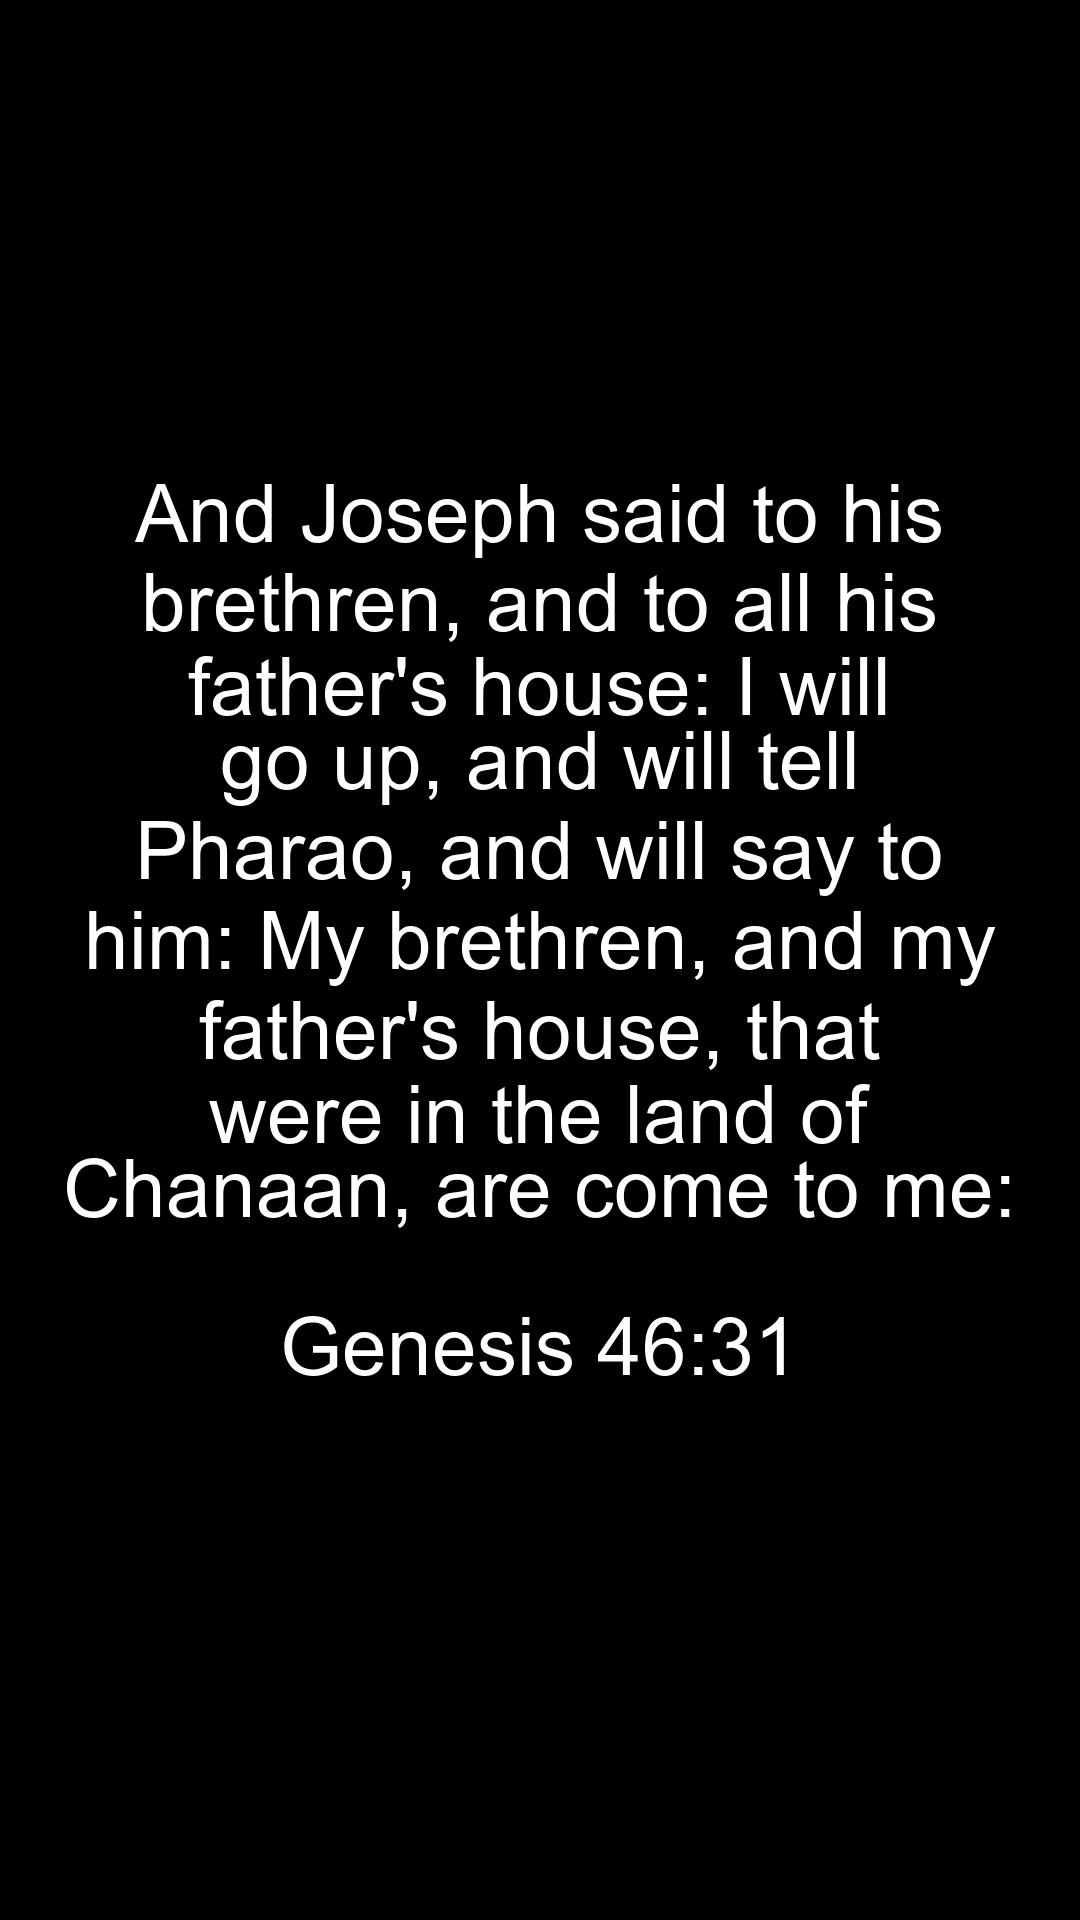 And Joseph said to his
brethren, and to all his
father's house: I will
go up, and will tell
Pharao, and will say to
him: My brethren, and my
father's house, that
were in the land of
Chanaan, are come to me:
Genesis 46:31